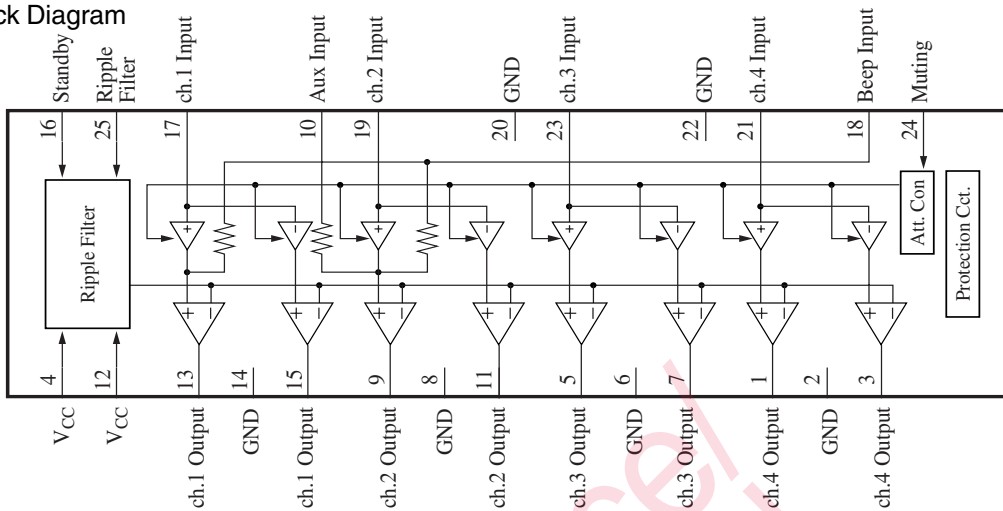 ck Diagram
Standby
Ripple
Filter
ch.1 Input
Aux Input
ch.2 Input
GND
ch.3 Input
GND
ch.4 Input
Beep Input
Muting
16
25
17
10
19
20
23
22
21
18
24
Ripple Filter
Att. Con
Protection Cct.
+
−
+
−
+
−
+
−
+ −
+ −
+ −
+ −
+ −
+ −
+ −
+ −
4
12
13
14
15
9
8
11
5
6
7
1
2
3
VCC
VCC
ch.1 Output
GND
ch.1 Output
ch.2 Output
GND
ch.2 Output
ch.3 Output
GND
ch.3 Output
ch.4 Output
GND
ch.4 Output